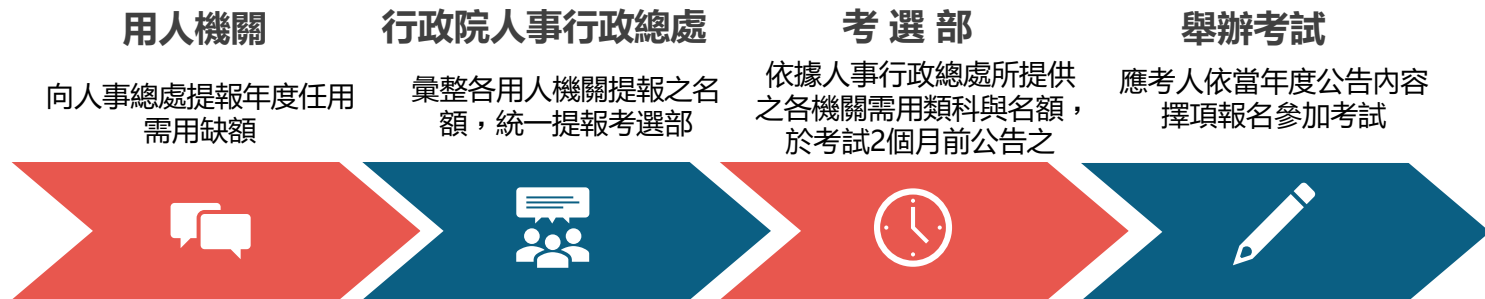 用人機關
向人事總處提報年度任用
需用缺額
行政院人事行政總處
彙整各用人機關提報之名
額，統一提報考選部
考 選 部
依據人事行政總處所提供
之各機關需用類科與名額，
於考試2個月前公告之
舉辦考試
應考人依當年度公告內容
擇項報名參加考試